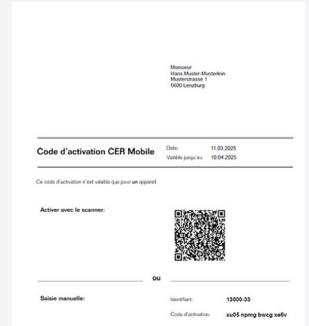 Monsieur
Hans Muster-Musterlein
Musterstrasse 1
5600 Lenzburg
Code d'activation CER Mobile
Date: 11.03.2025
Valable jusqu'au: 10.04.2025
Ce code d'activation n'est valable que pour un appareil.
Activer avec le scanner:
ou
Saisie manuelle:
Identifiant: 13000-33
Code d'activation: xu05 npmg bwcg xe6v